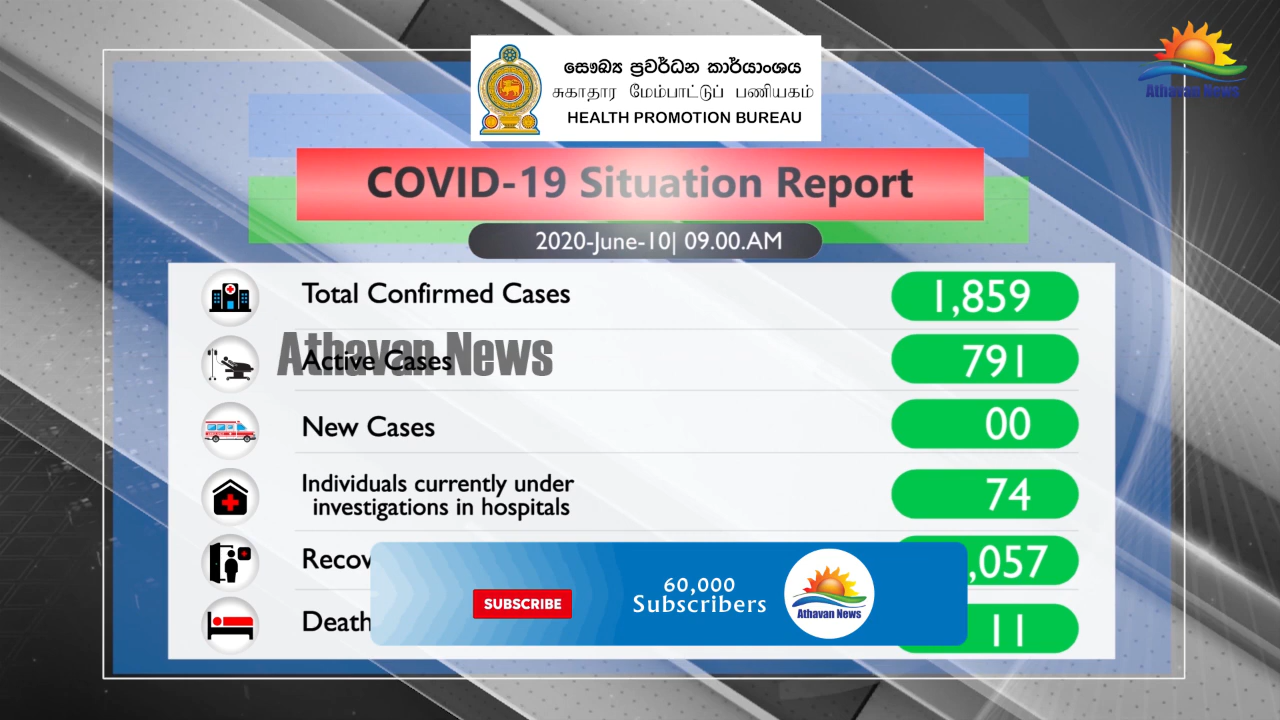 සෞඛ්‍ය ප්‍රවර්ධන කාර්යාංශය
சுகாதார மேம்பாட்டுப் பணியகம்
HEALTH PROMOTION BUREAU
Athavan News
COVID-19 Situation Report
2020-June-10| 09.00.AM
Total Confirmed Cases 1,859
Athavan News
Active Cases 791
New Cases 00
Individuals currently under
investigations in hospitals 74
Recov ,057
Death 11
SUBSCRIBE
60,000
Subscribers
Athavan News